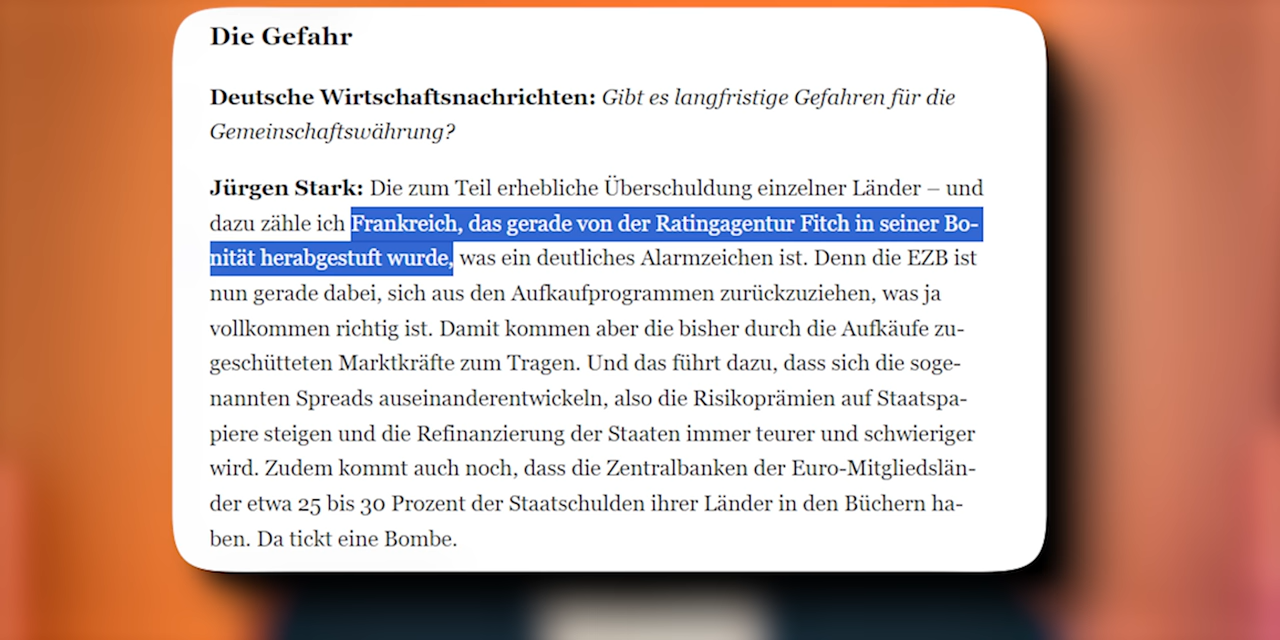 Die Gefahr
Deutsche Wirtschaftsnachrichten: Gibt es langfristige Gefahren für die
Gemeinschaftswährung?
Jürgen Stark: Die zum Teil erhebliche Überschuldung einzelner Länder – und
dazu zähle ich Frankreich, das gerade von der Ratingagentur Fitch in seiner Bo-
nität herabgestuft wurde, was ein deutliches Alarmzeichen ist. Denn die EZB ist
nun gerade dabei, sich aus den Aufkaufprogrammen zurückzuziehen, was ja
vollkommen richtig ist. Damit kommen aber die bisher durch die Aufkäufe zu-
geschütteten Marktkräfte zum Tragen. Und das führt dazu, dass sich die soge-
nannten Spreads auseinanderentwickeln, also die Risikoprämien auf Staatspa-
piere steigen und die Refinanzierung der Staaten immer teurer und schwieriger
wird. Zudem kommt auch noch, dass die Zentralbanken der Euro-Mitgliedslän-
der etwa 25 bis 30 Prozent der Staatschulden ihrer Länder in den Büchern ha-
ben. Da tickt eine Bombe.